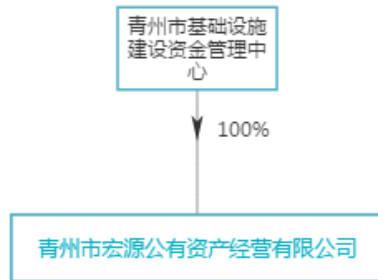 青州市基础设施
建设资金管理中
心
100%
青州市宏源公有资产经营有限公司